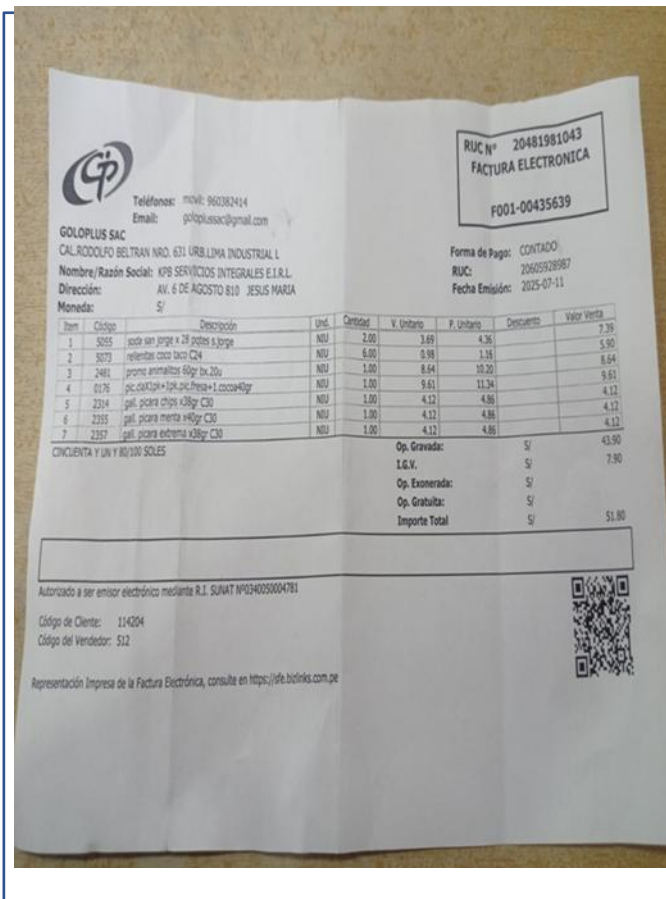 GP
RUC Nº 20481981043
FACTURA ELECTRONICA
F001-00435639
Teléfonos: movil: 960382414
Email: goloplussac@gmail.com
GOLOPLUS SAC
CAL.RODOLFO BELTRAN NRO. 631 URB.LIMA INDUSTRIAL L
Nombre/Razón Social: KPB SERVICIOS INTEGRALES E.I.R.L.
Dirección: AV. 6 DE AGOSTO 810 JESUS MARIA
Moneda: S/
Forma de Pago: CONTADO
RUC: 20605928987
Fecha Emisión: 2025-07-11
Item Código Descripción Und. Cantidad V. Unitario P. Unitario Descuento Valor Venta
1 5055 soda san jorge x 28 pqtes s.jorge NIU 2.00 3.69 4.36 7.39
2 5073 rellenitas coco taco C24 NIU 6.00 0.98 1.16 5.90
3 2481 promo animalitos 60gr bx.20u NIU 1.00 8.64 10.20 8.64
4 0176 pic.claX1pk+1pk.pic.fresa+1.cocoa40gr NIU 1.00 9.61 11.34 9.61
5 2314 gall. picara chips x38gr C30 NIU 1.00 4.12 4.86 4.12
6 2355 gall. picara menta x40gr C30 NIU 1.00 4.12 4.86 4.12
7 2357 gall. picara extrema x38gr C30 NIU 1.00 4.12 4.86 4.12
CINCUENTA Y UN Y 80/100 SOLES
Op. Gravada: S/ 43.90
I.G.V. S/ 7.90
Op. Exonerada: S/
Op. Gratuita: S/
Importe Total S/ 51.80
Autorizado a ser emisor electrónico mediante R.I. SUNAT Nº0340050004781
Código de Cliente: 114204
Código del Vendedor: 512
Representación Impresa de la Factura Electrónica, consulte en https://sfe.bizlinks.com.pe